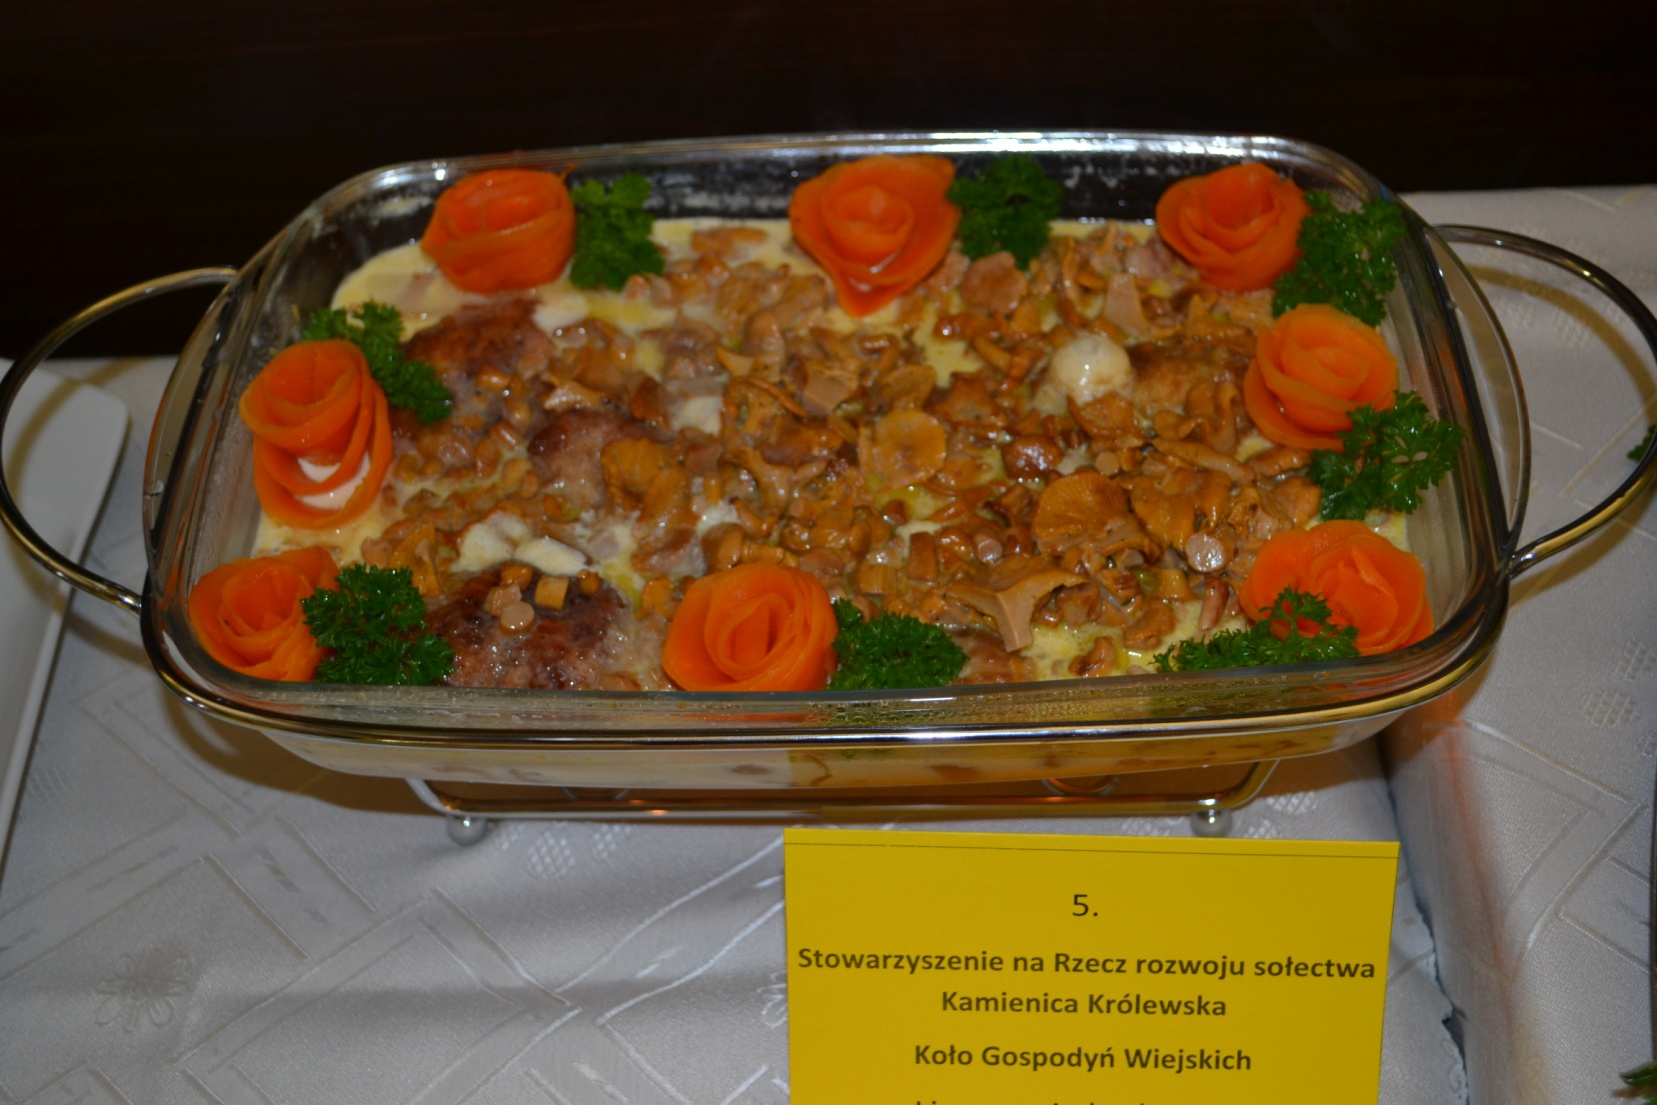 5.
Stowarzyszenie na Rzecz rozwoju sołectwa
Kamienica Królewska
Koło Gospodyń Wiejskich